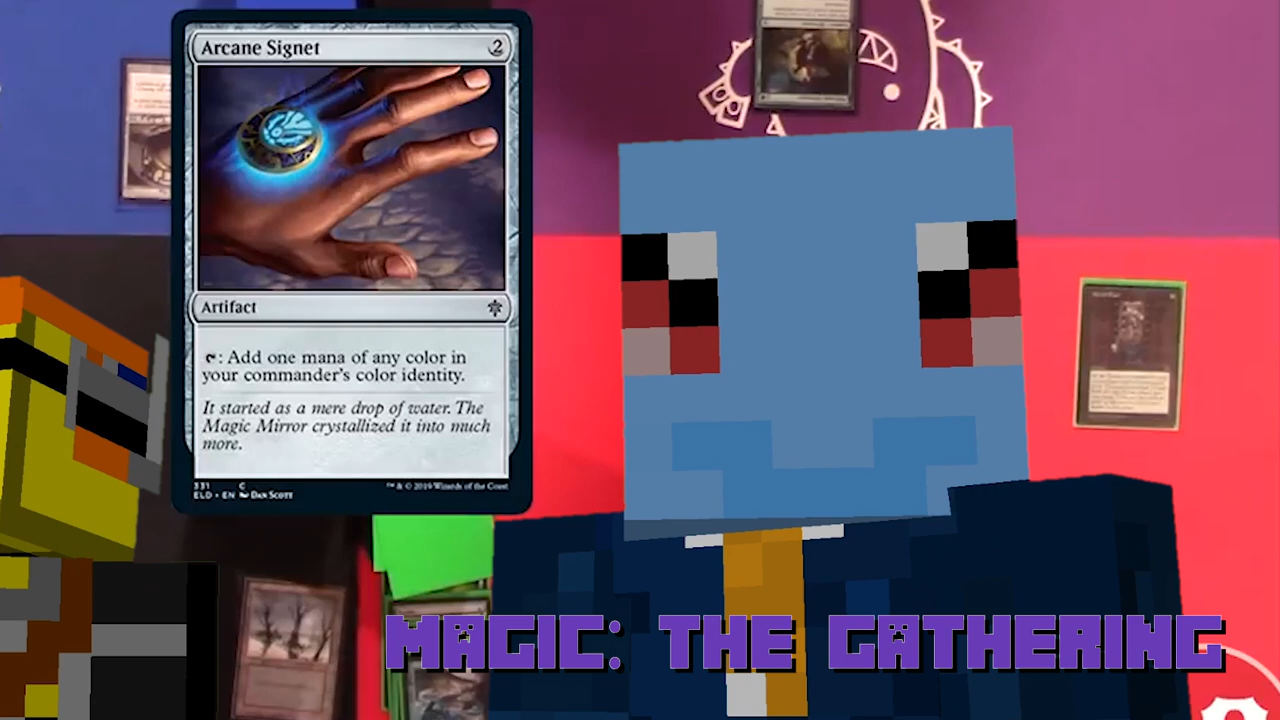 Arcane Signet 2
Artifact
: Add one mana of any color in
your commander's color identity.
It started as a mere drop of water. The
Magic Mirror crystallized it into much
more.
331 C
ELD • EN DAN SCOTT
™ & © 2019 Wizards of the Coast
MAGIC: THE GATHERING